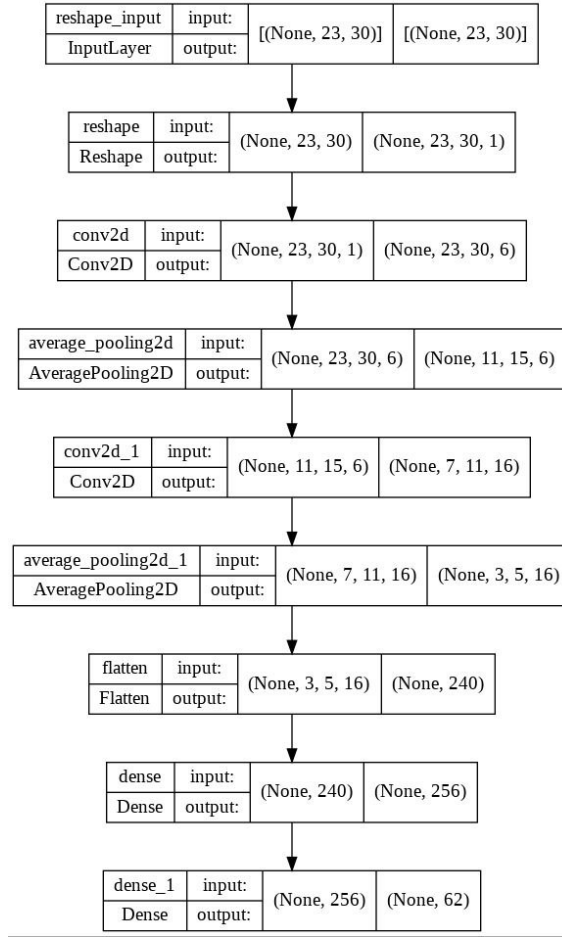 reshape_input input: [(None, 23, 30)] [(None, 23, 30)]
InputLayer output:
reshape input: (None, 23, 30) (None, 23, 30, 1)
Reshape output:
conv2d input: (None, 23, 30, 1) (None, 23, 30, 6)
Conv2D output:
average_pooling2d input: (None, 23, 30, 6) (None, 11, 15, 6)
AveragePooling2D output:
conv2d_1 input: (None, 11, 15, 6) (None, 7, 11, 16)
Conv2D output:
average_pooling2d_1 input: (None, 7, 11, 16) (None, 3, 5, 16)
AveragePooling2D output:
flatten input: (None, 3, 5, 16) (None, 240)
Flatten output:
dense input: (None, 240) (None, 256)
Dense output:
dense_1 input: (None, 256) (None, 62)
Dense output: